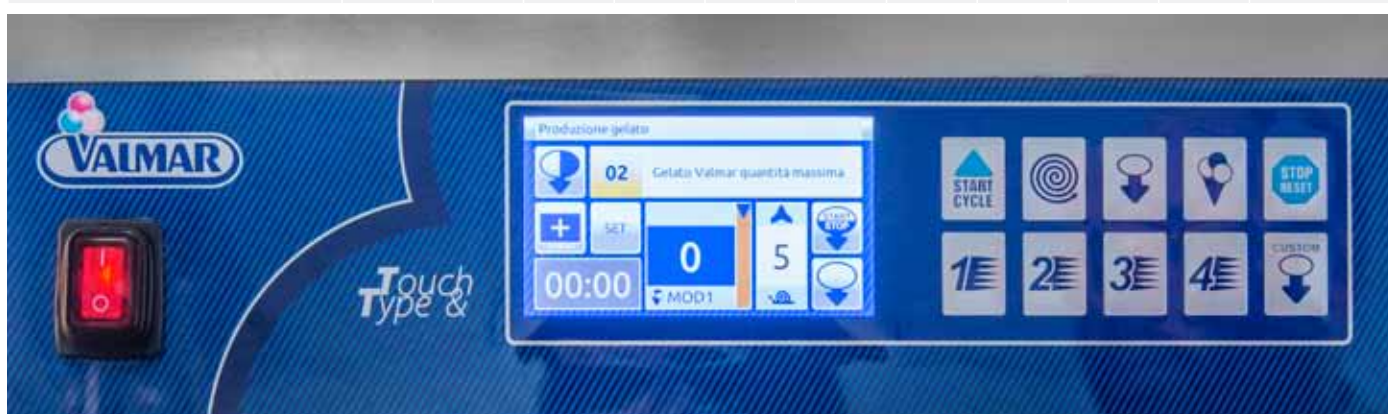 VALMAR
Touch
Type &
Produzione gelato
02
Gelato Valmar quantità massima
SET
START
STOP
0
5
00:00
MOD1
START
CYCLE
STOP
RESET
1
2
3
4
CUSTOM